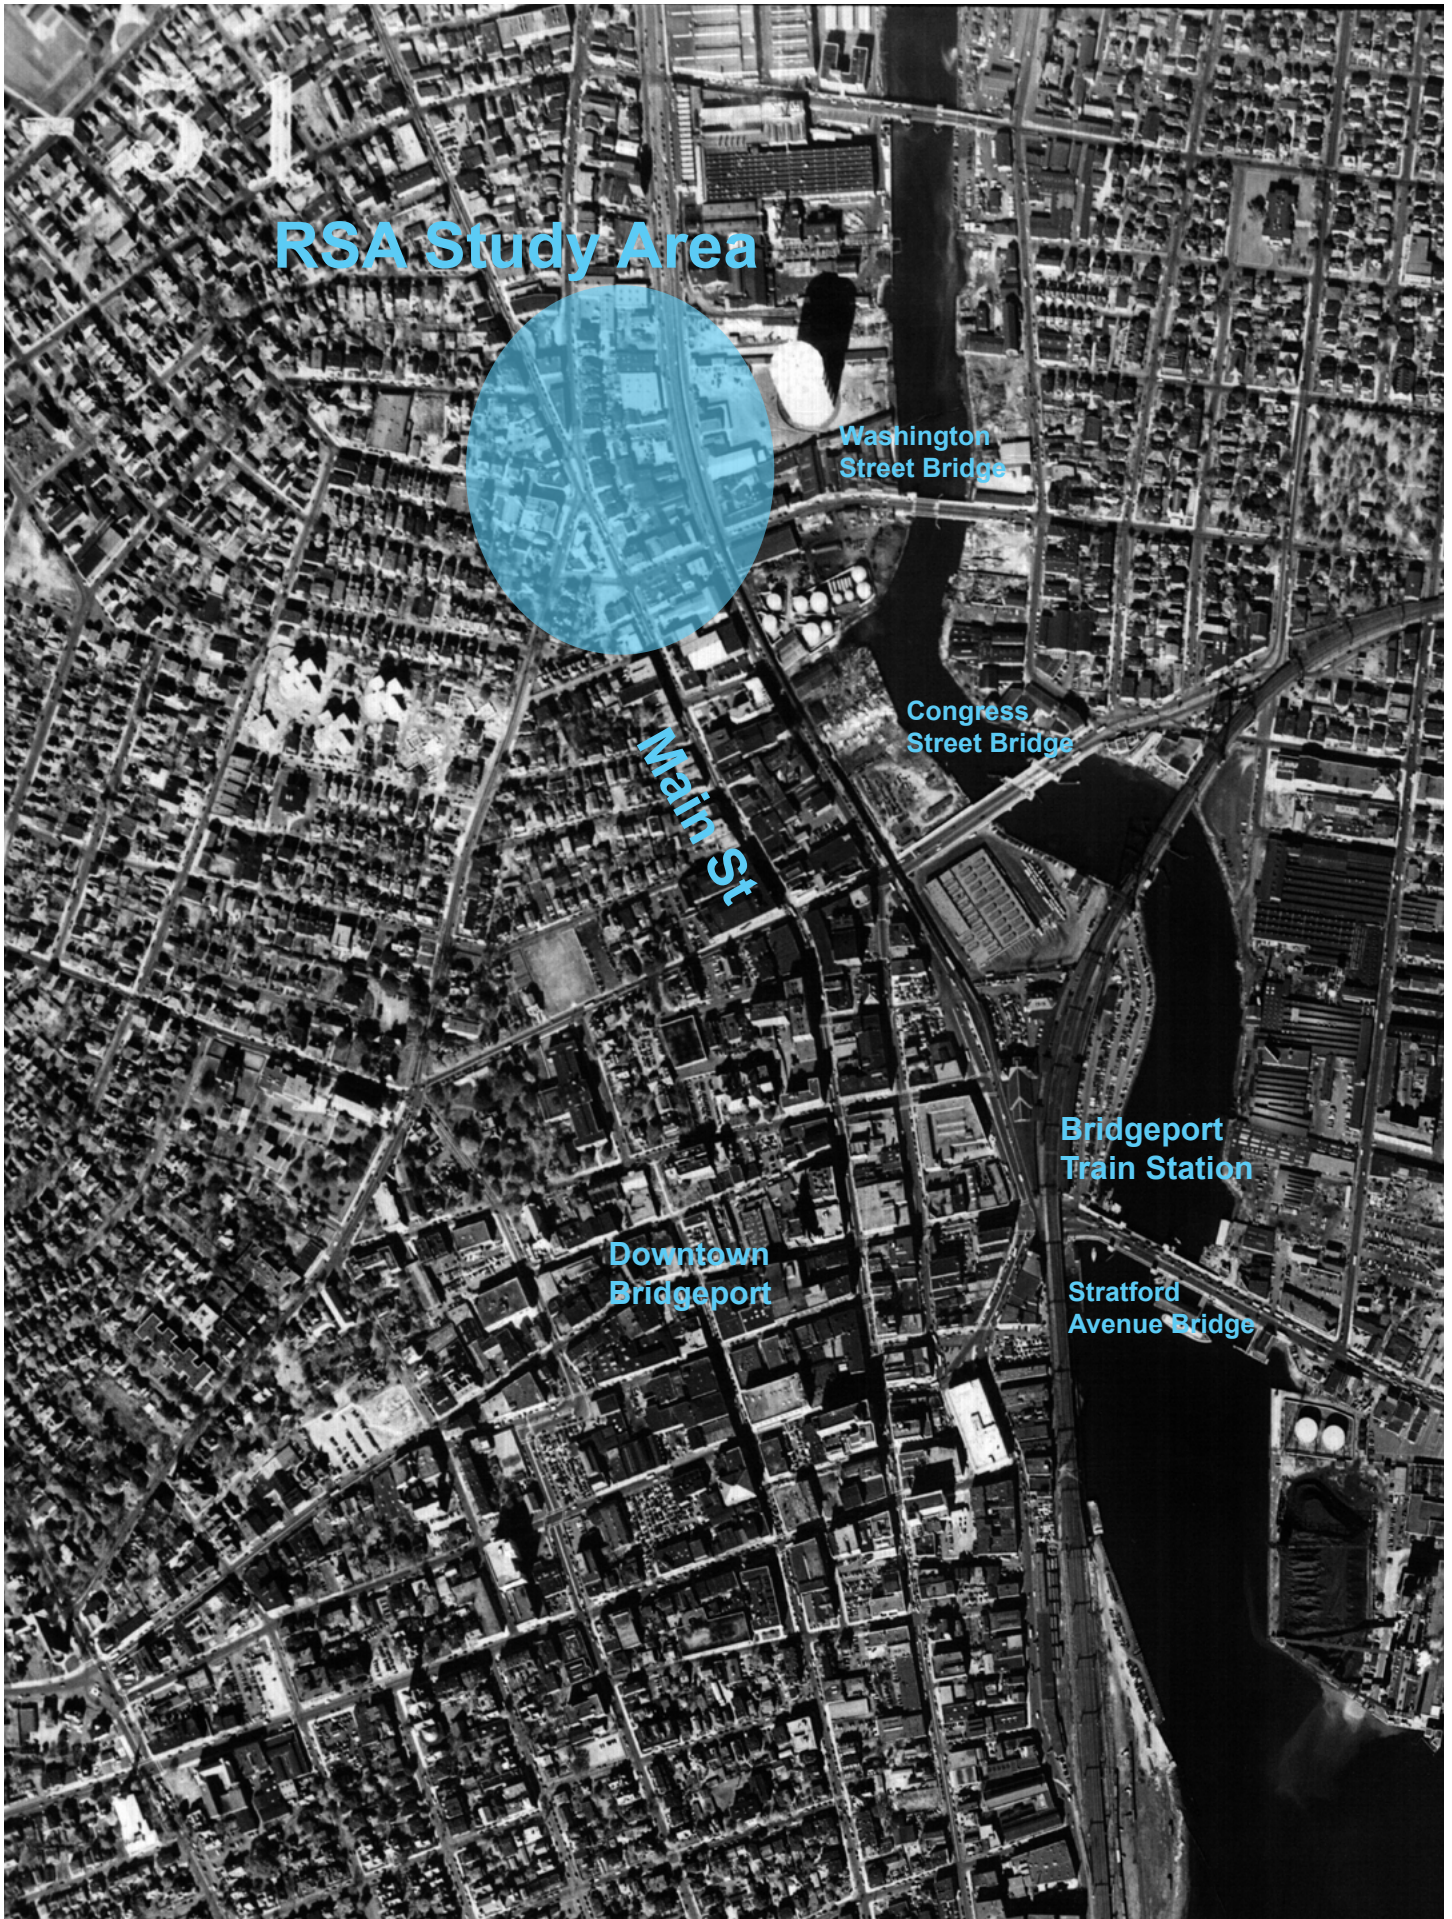 - 51
RSA Study Area
Washington
Street Bridge
Congress
Street Bridge
Main St
Bridgeport
Train Station
Downtown
Bridgeport
Stratford
Avenue Bridge